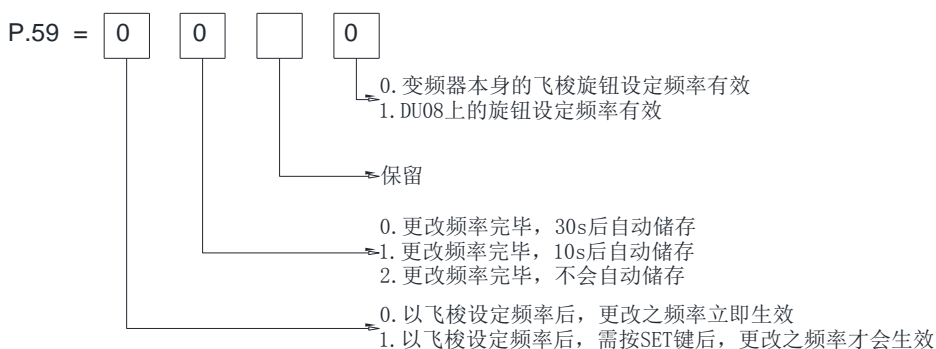 P.59 = 0 0 0
0.变频器本身的飞梭旋钮设定频率有效
1.DU08上的旋钮设定频率有效
保留
0.更改频率完毕，30s后自动储存
1.更改频率完毕，10s后自动储存
2.更改频率完毕，不会自动储存
0.以飞梭设定频率后，更改之频率立即生效
1.以飞梭设定频率后，需按SET键后，更改之频率才会生效